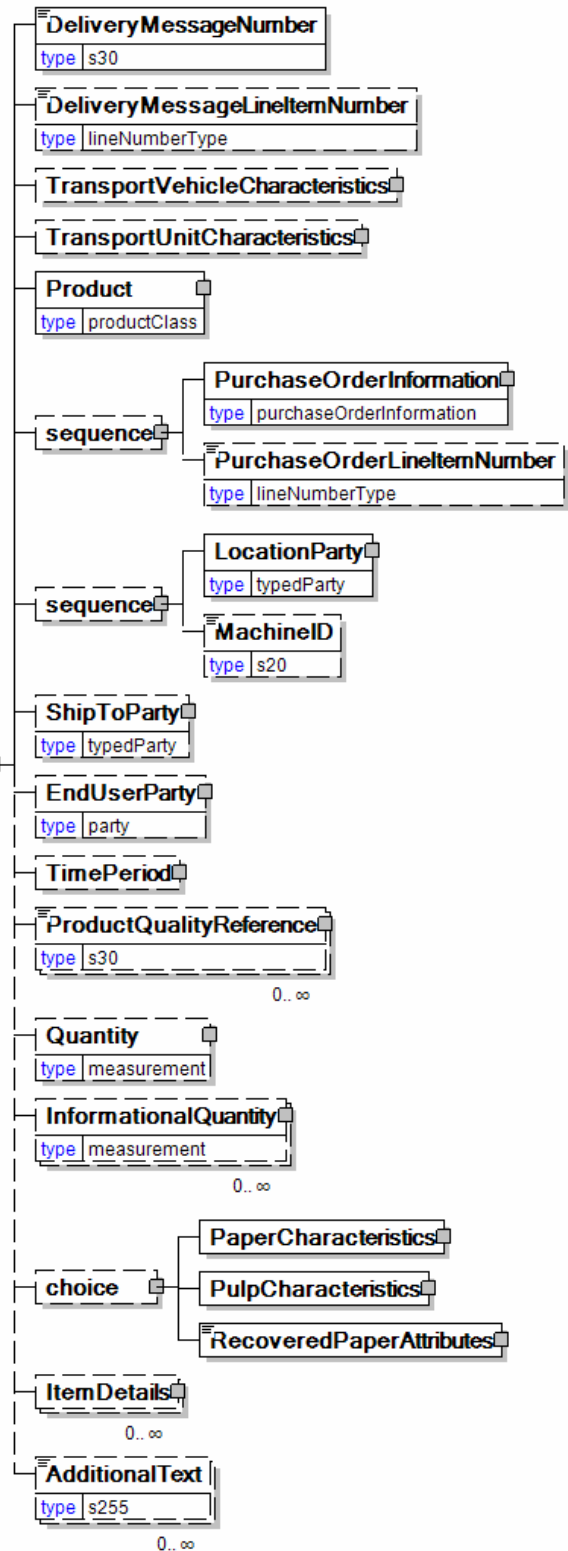 DeliveryMessageNumber
type s30
DeliveryMessageLineItemNumber
type lineNumberType
TransportVehicleCharacteristics
TransportUnitCharacteristics
Product
type productClass
sequence
PurchaseOrderInformation
type purchaseOrderInformation
PurchaseOrderLineItemNumber
type lineNumberType
sequence
LocationParty
type typedParty
MachineID
type s20
ShipToParty
type typedParty
EndUserParty
type party
TimePeriod
ProductQualityReference
type s30
0.. ∞
Quantity
type measurement
InformationalQuantity
type measurement
0.. ∞
choice
PaperCharacteristics
PulpCharacteristics
RecoveredPaperAttributes
ItemDetails
0.. ∞
AdditionalText
type s255
0.. ∞